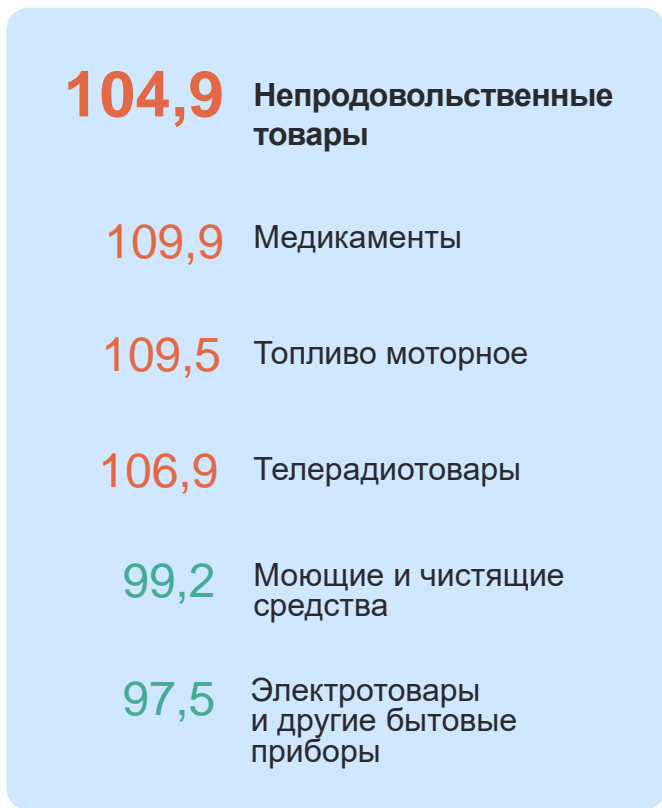 104,9 Непродовольственные
товары
109,9 Медикаменты
109,5 Топливо моторное
106,9 Телерадиотовары
99,2 Моющие и чистящие
средства
97,5 Электротовары
и другие бытовые
приборы